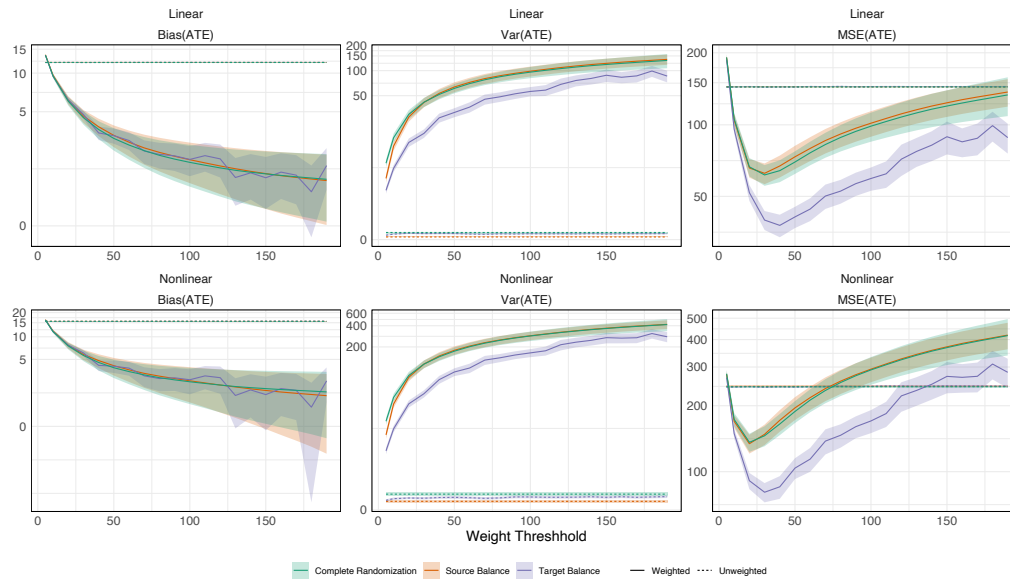 Linear Linear Linear
Bias(ATE) Var(ATE) MSE(ATE)
15 200 200
10 150 150
5 100 100
0 50 50
0
0 50 100 150 0 50 100 150 0 50 100 150
Nonlinear Nonlinear Nonlinear
Bias(ATE) Var(ATE) MSE(ATE)
20 600 500
15 400 400
5 200 300
0 0 200
100
0 50 100 150 0 50 100 150 0 50 100 150
Weight Threshhold
Complete Randomization Source Balance Target Balance Weighted Unweighted